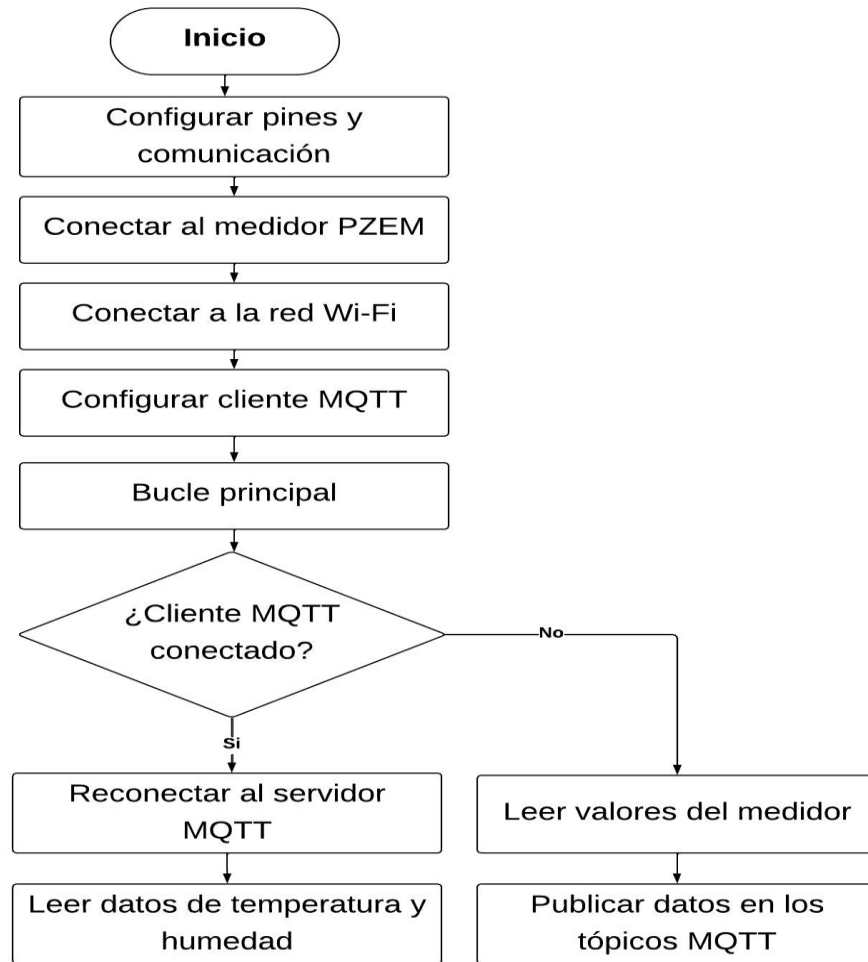 Inicio
Configurar pines y
comunicación
Conectar al medidor PZEM
Conectar a la red Wi-Fi
Configurar cliente MQTT
Bucle principal
¿Cliente MQTT
conectado?
No
Si
Reconectar al servidor
MQTT
Leer valores del medidor
Leer datos de temperatura y
humedad
Publicar datos en los
tópicos MQTT